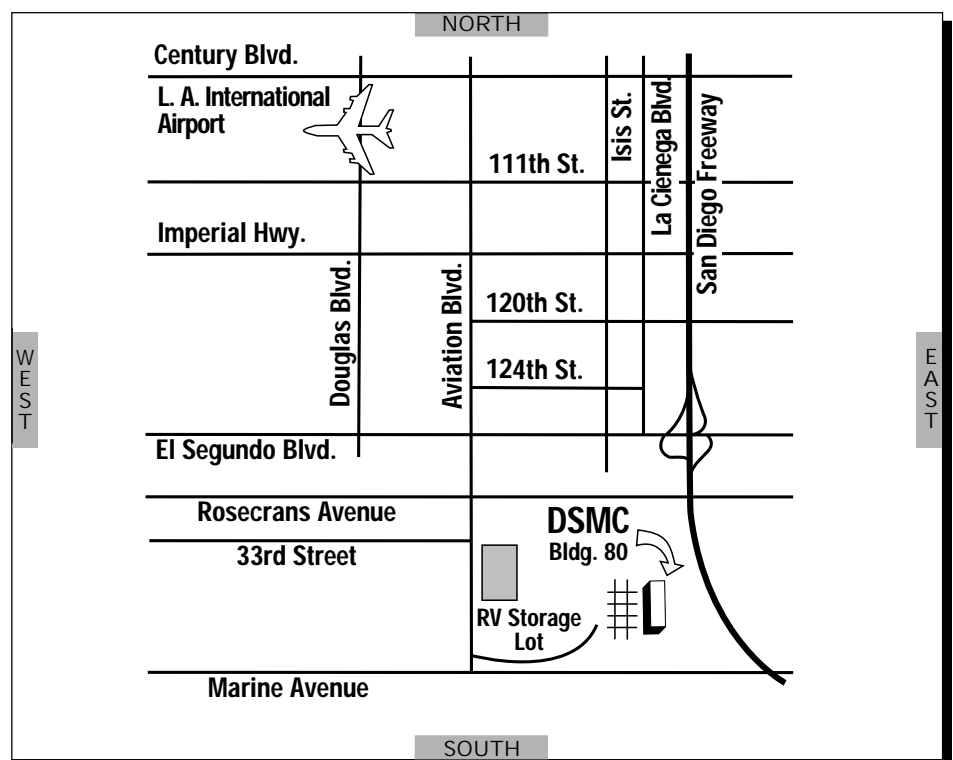 NORTH
Century Blvd.
L. A. International
Airport
Isis St.
La Cienega Blvd.
San Diego Freeway
111th St.
Imperial Hwy.
Douglas Blvd.
Aviation Blvd.
120th St.
124th St.
WEST
EAST
El Segundo Blvd.
Rosecrans Avenue
DSMC
Bldg. 80
33rd Street
RV Storage
Lot
Marine Avenue
SOUTH